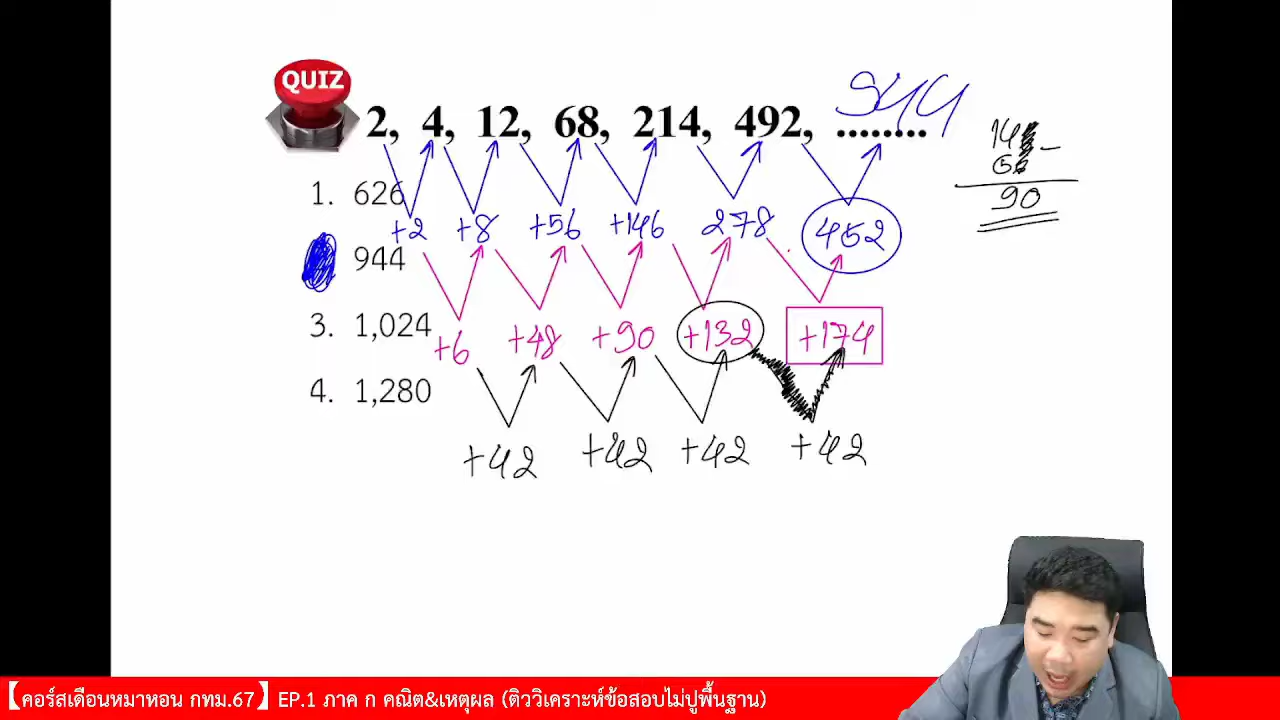 QUIZ
2, 4, 12, 68, 214, 492, ........ 944
1. 626
944
3. 1,024
4. 1,280
+2 +8 +56 +146 278 452
+6 +48 +90 +132 +174
+42 +42 +42 +42
90
【คอร์สเดือนหมาหอน กทม.67】 EP.1 ภาค ก คณิต&เหตุผล (ติววิเคราะห์ข้อสอบไม่ปูพื้นฐาน)